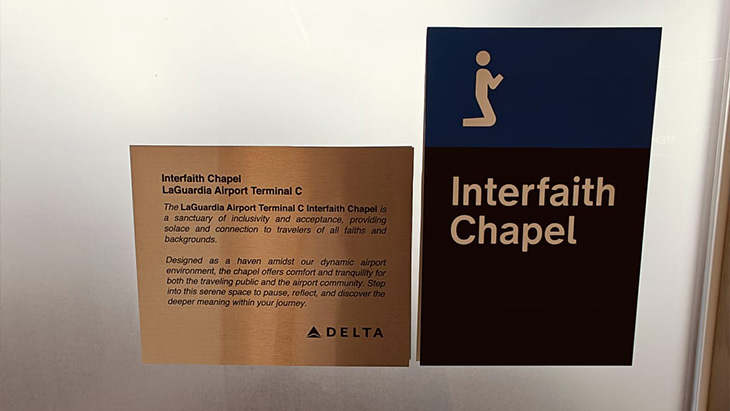 Interfaith Chapel
LaGuardia Airport Terminal C
The LaGuardia Airport Terminal C Interfaith Chapel is
a sanctuary of inclusivity and acceptance, providing
solace and connection to travelers of all faiths and
backgrounds.
Designed as a haven amidst our dynamic airport
environment, the chapel offers comfort and tranquility for
both the traveling public and the airport community. Step
into this serene space to pause, reflect, and discover the
deeper meaning within your journey.
DELTA
Interfaith
Chapel